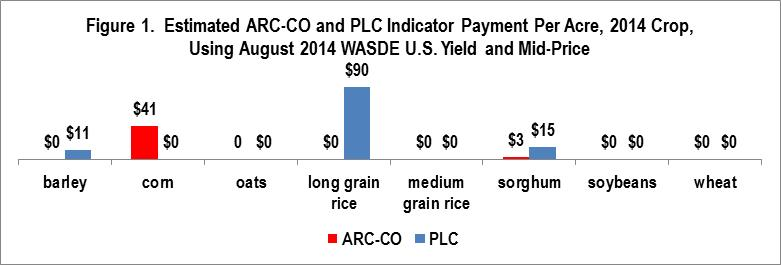 Figure 1. Estimated ARC-CO and PLC Indicator Payment Per Acre, 2014 Crop,
Using August 2014 WASDE U.S. Yield and Mid-Price
$0 $11 $41 $0 0 $0 $0 $90 $0 $0 $3 $15 $0 $0 $0 $0
barley corn oats long grain medium sorghum soybeans wheat
rice grain rice
ARC-CO PLC